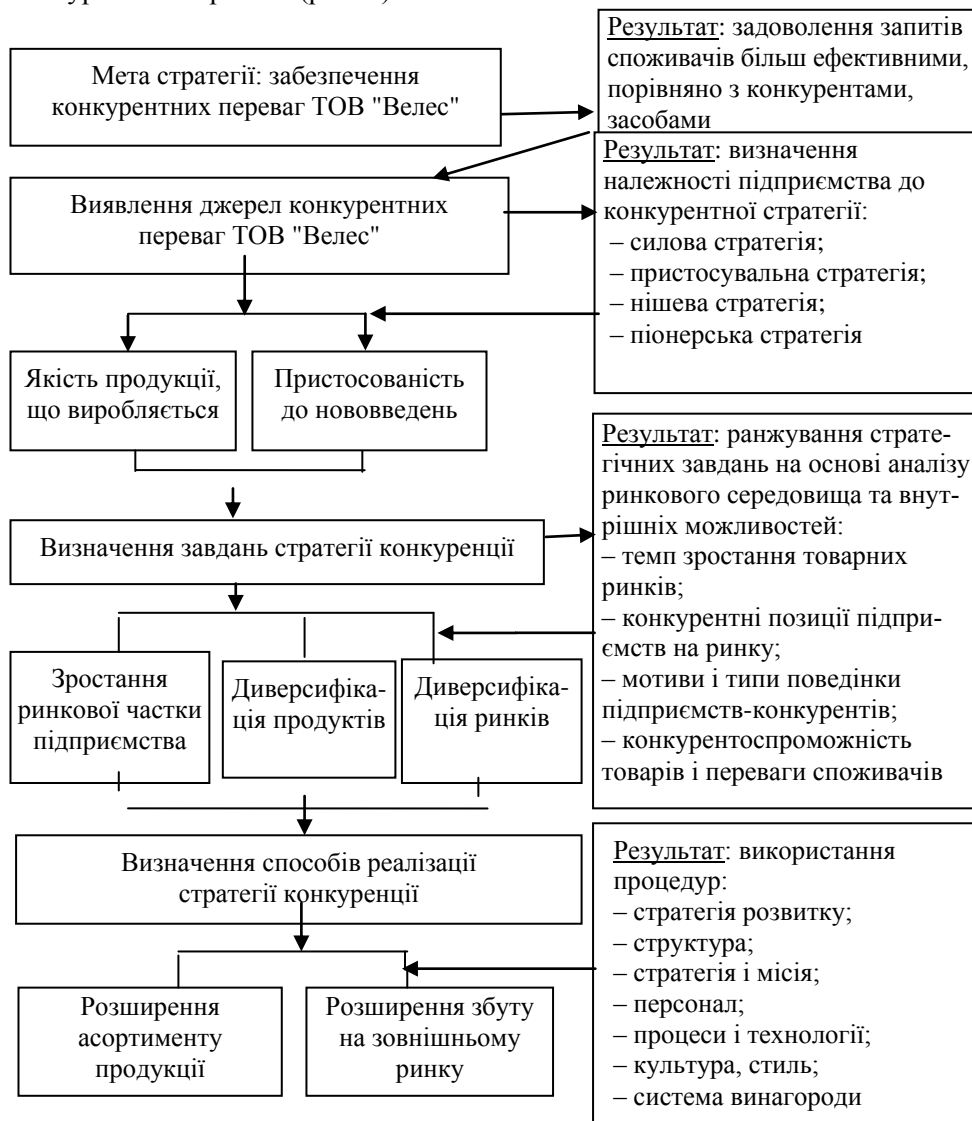 Мета стратегії: забезпечення
конкурентних переваг ТОВ "Велес"
Результат: задоволення запитів
споживачів більш ефективними,
порівняно з конкурентами,
засобами
Виявлення джерел конкурентних
переваг ТОВ "Велес"
Результат: визначення
належності підприємства до
конкурентної стратегії:
– силова стратегія;
– пристосувальна стратегія;
– нішева стратегія;
– піонерська стратегія
Якість продукції,
що виробляється
Пристосованість
до нововведень
Визначення завдань стратегії конкуренції
Результат: ранжування страте-
гічних завдань на основі аналізу
ринкового середовища та внут-
рішніх можливостей:
– темп зростання товарних
ринків;
– конкурентні позиції підпри-
ємств на ринку;
– мотиви і типи поведінки
підприємств-конкурентів;
– конкурентоспроможність
товарів і переваги споживачів
Зростання
ринкової частки
підприємства
Диверсифіка-
ція продуктів
Диверсифіка-
ція ринків
Визначення способів реалізації
стратегії конкуренції
Результат: використання
процедур:
– стратегія розвитку;
– структура;
– стратегія і місія;
– персонал;
– процеси і технології;
– культура, стиль;
– система винагороди
Розширення
асортименту
продукції
Розширення збуту
на зовнішньому
ринку